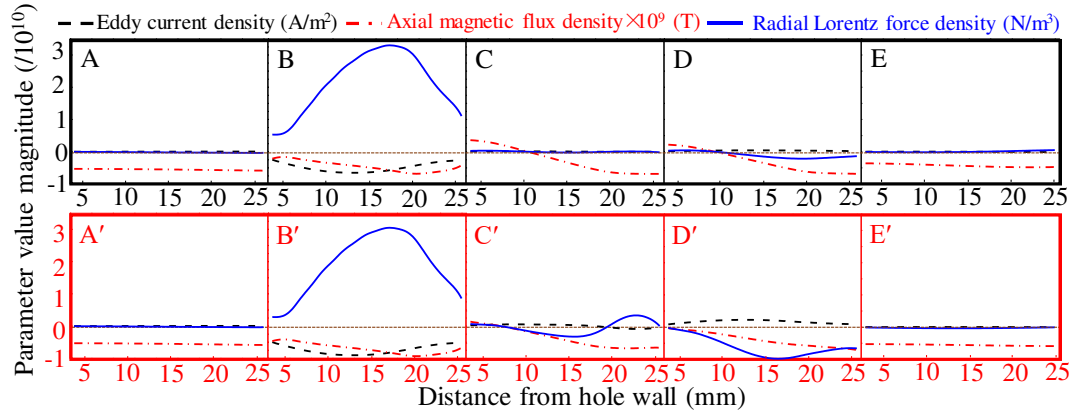 Eddy current density (A/m²) Axial magnetic flux density×10⁹ (T) Radial Lorentz force density (N/m³)
Parameter value magnitude (/10¹⁰)
A B C D E
3
2
1
0
-1
5 10 15 20 25 5 10 15 20 25 5 10 15 20 25 5 10 15 20 25 5 10 15 20 25
A′ B′ C′ D′ E′
3
2
1
0
-1
5 10 15 20 25 5 10 15 20 25 5 10 15 20 25 5 10 15 20 25 5 10 15 20 25
Distance from hole wall (mm)